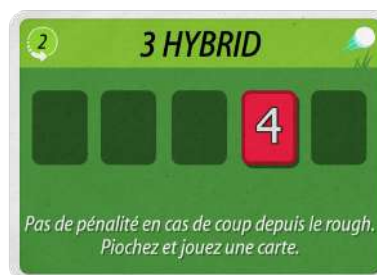 2 3 HYBRID
4
Pas de pénalité en cas de coup depuis le rough.
Piochez et jouez une carte.